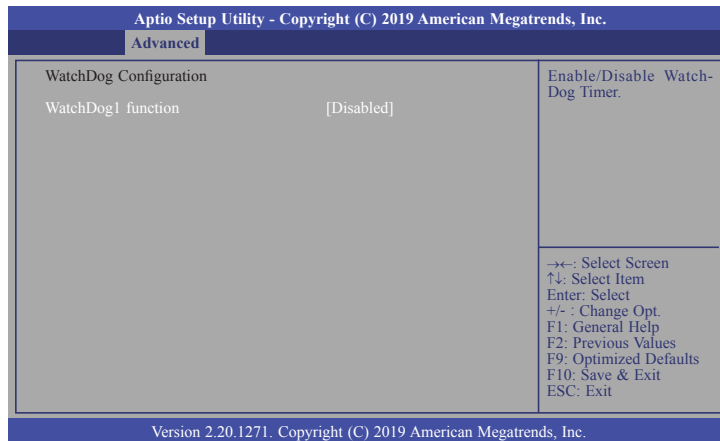 Aptio Setup Utility - Copyright (C) 2019 American Megatrends, Inc.
Advanced
WatchDog Configuration
WatchDog1 function [Disabled]
Enable/Disable Watch-
Dog Timer.
→←: Select Screen
↑↓: Select Item
Enter: Select
+/- : Change Opt.
F1: General Help
F2: Previous Values
F9: Optimized Defaults
F10: Save & Exit
ESC: Exit
Version 2.20.1271. Copyright (C) 2019 American Megatrends, Inc.